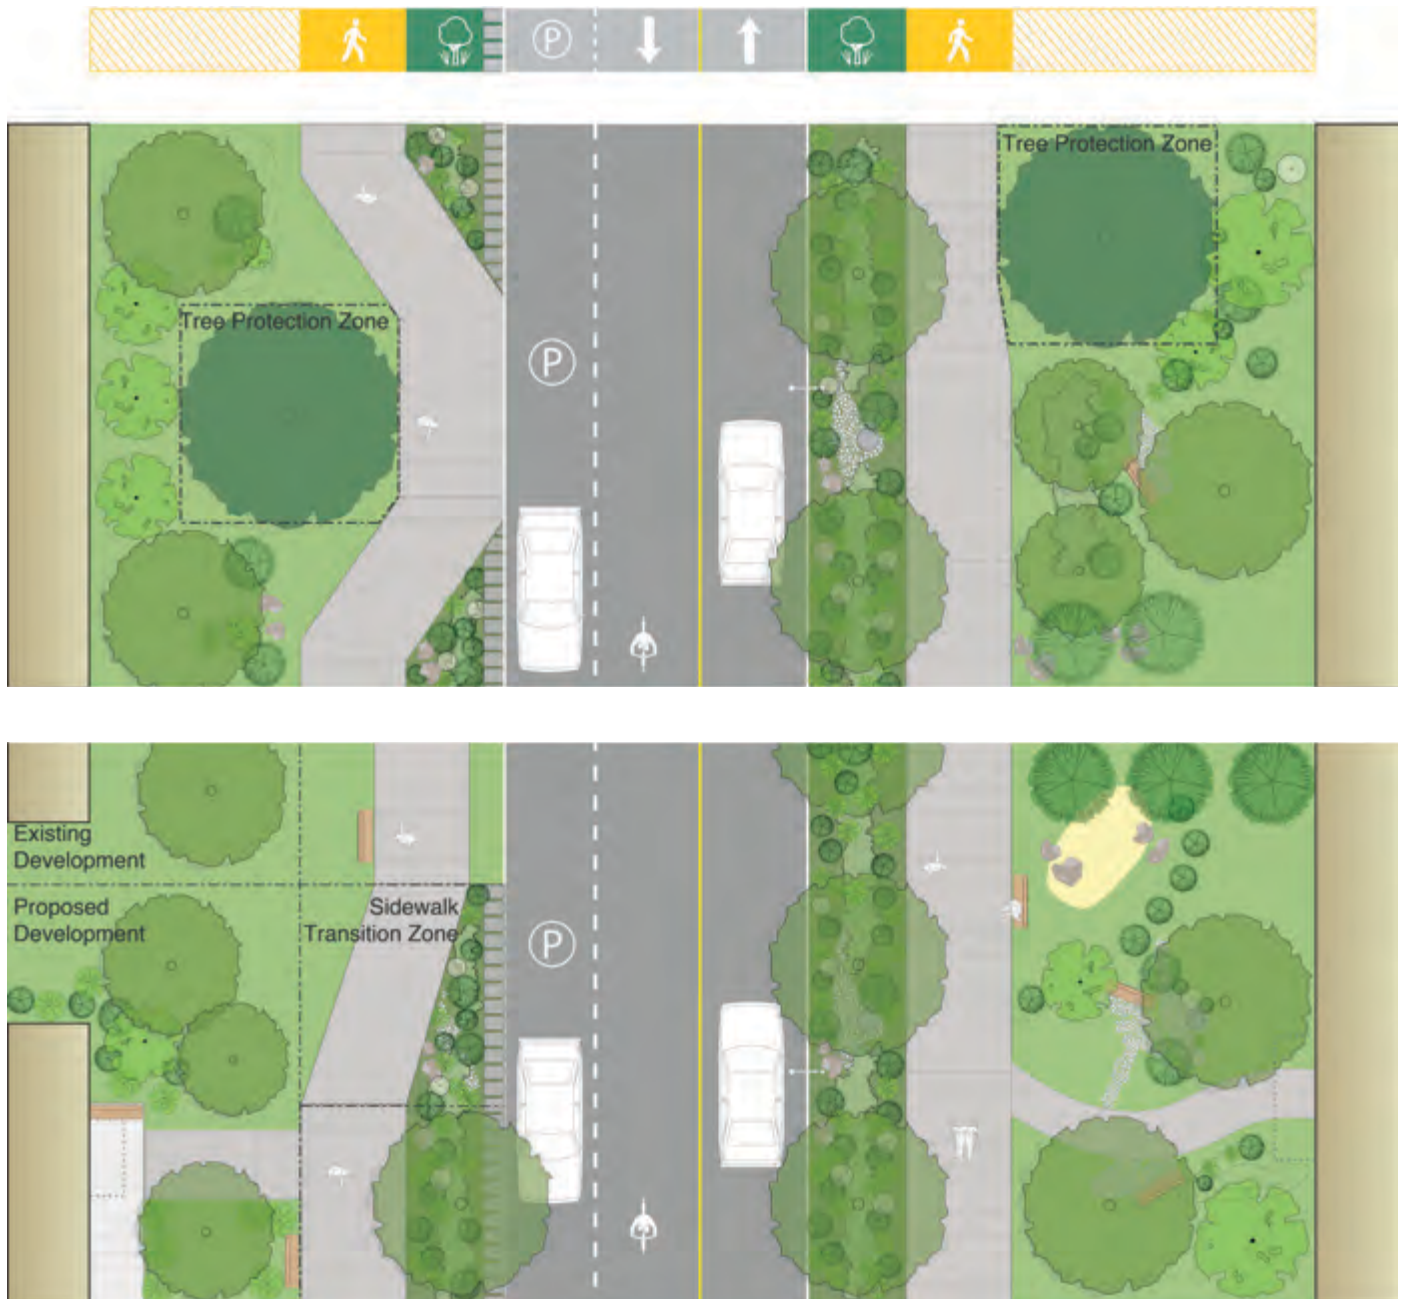 P
Tree Protection Zone
Tree Protection Zone
P
Existing
Development
Proposed
Development
Sidewalk
Transition Zone
P